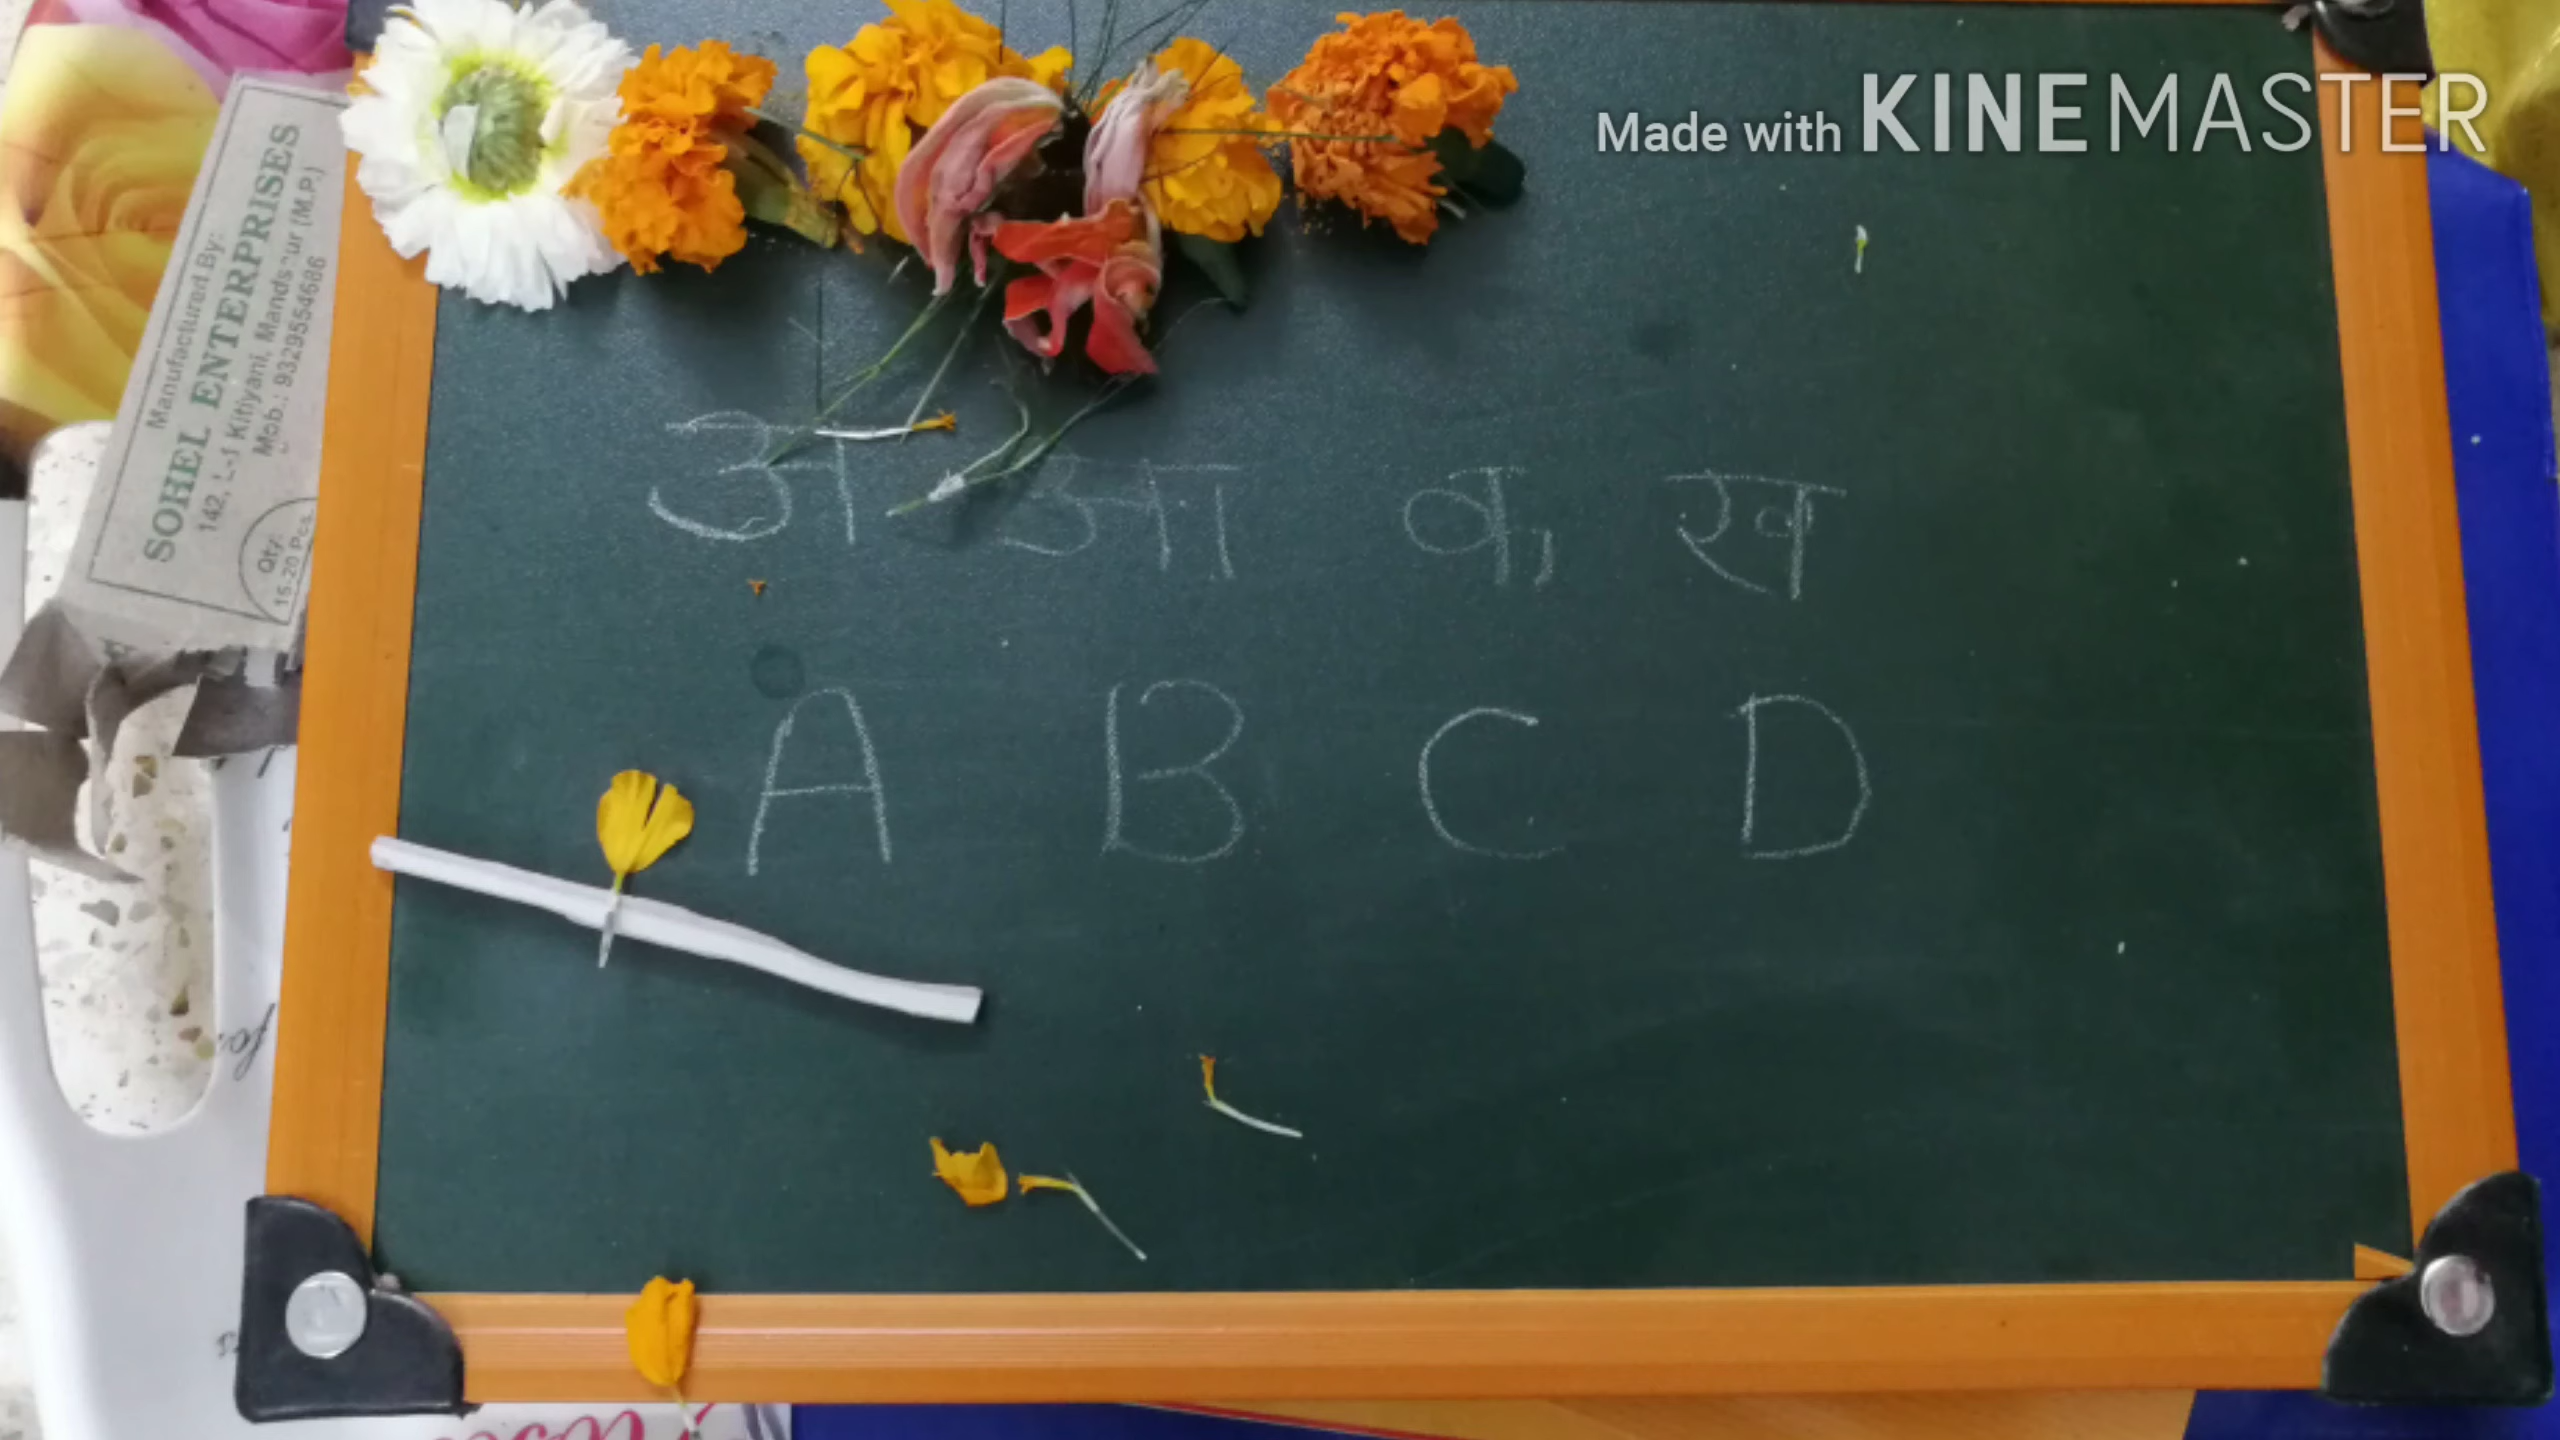 Made with KINEMASTER
Manufactured By:
SOHEL ENTERPRISES
142, L-1 Kitiyani, Mandsaur (M.P.)
Mob.: 9329554686
Qty.
15-20 Pcs.
अ आ क ख
A B C D